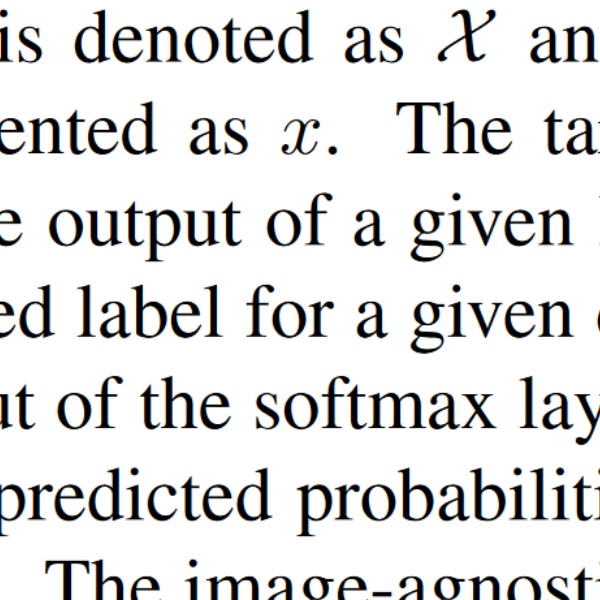 is denoted as 𝒳 an
ented as x. The ta
e output of a given
ed label for a given
ut of the softmax lay
predicted probabiliti
The image-agnosti